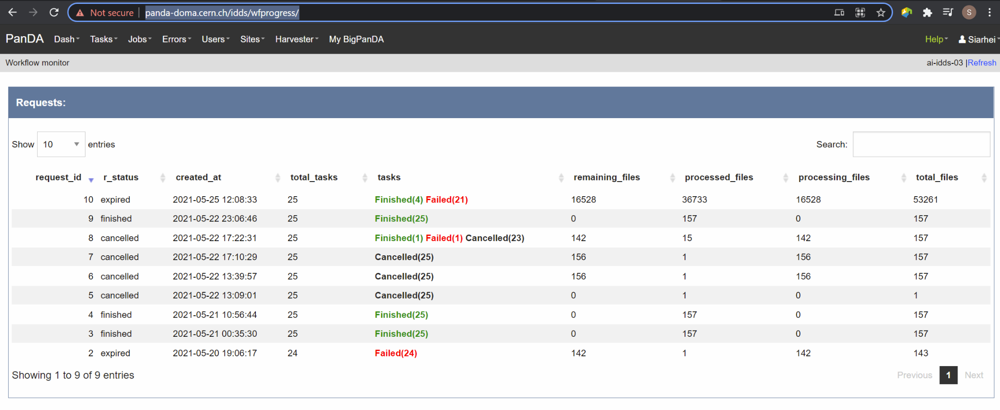 Not secure | panda-doma.cern.ch/idds/wfprogress/ S
PanDA Dash Tasks Jobs Errors Users Sites Harvester My BigPanDA Help Siarhei
Workflow monitor ai-idds-03 |Refresh
Requests:
Show 10 entries Search:
request_id r_status created_at total_tasks tasks remaining_files processed_files processing_files total_files
10 expired 2021-05-25 12:08:33 25 Finished(4) Failed(21) 16528 36733 16528 53261
9 finished 2021-05-22 23:06:46 25 Finished(25) 0 157 0 157
8 cancelled 2021-05-22 17:22:31 25 Finished(1) Failed(1) Cancelled(23) 142 15 142 157
7 cancelled 2021-05-22 17:10:29 25 Cancelled(25) 156 1 156 157
6 cancelled 2021-05-22 13:39:57 25 Cancelled(25) 156 1 156 157
5 cancelled 2021-05-22 13:09:01 25 Cancelled(25) 0 1 0 1
4 finished 2021-05-21 10:56:44 25 Finished(25) 0 157 0 157
3 finished 2021-05-21 00:35:30 25 Finished(25) 0 157 0 157
2 expired 2021-05-20 19:06:17 24 Failed(24) 142 1 142 143
Showing 1 to 9 of 9 entries Previous 1 Next